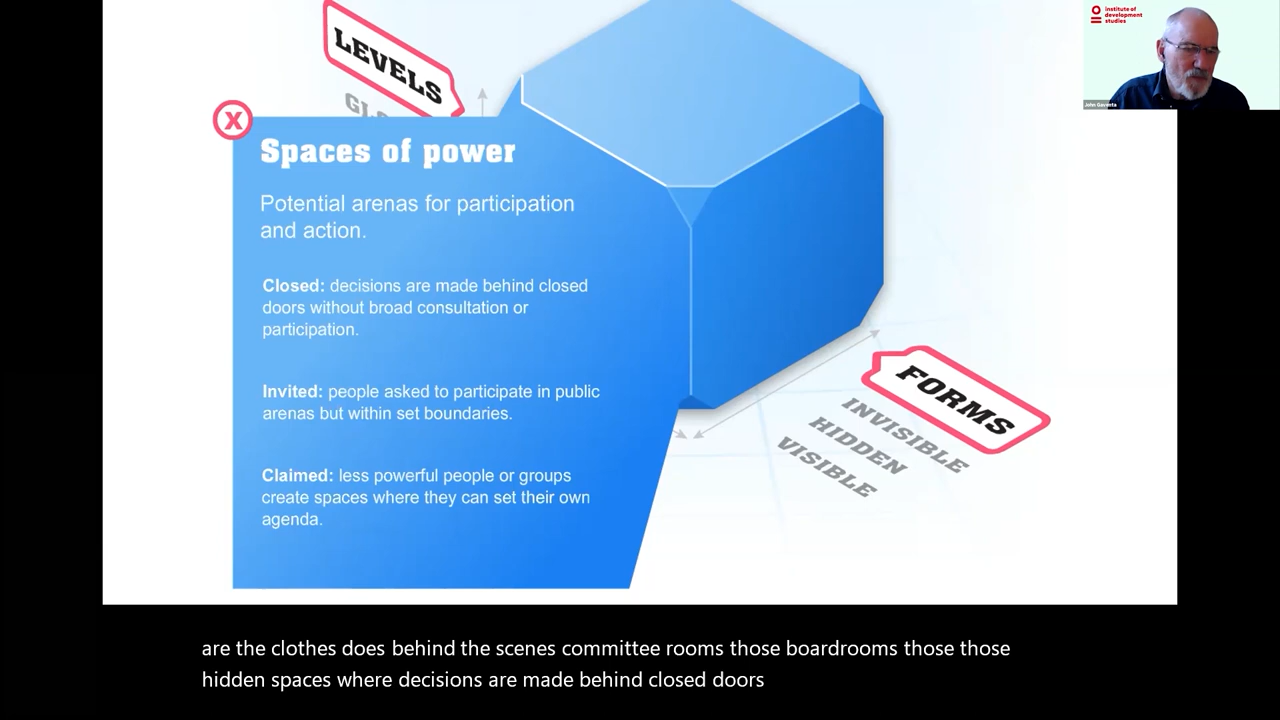 institute of
development
studies
John Gaventa
LEVELS
X
Spaces of power
Potential arenas for participation
and action.
Closed: decisions are made behind closed
doors without broad consultation or
participation.
Invited: people asked to participate in public
arenas but within set boundaries.
Claimed: less powerful people or groups
create spaces where they can set their own
agenda.
FORMS
INVISIBLE
HIDDEN
VISIBLE
are the clothes does behind the scenes committee rooms those boardrooms those those
hidden spaces where decisions are made behind closed doors